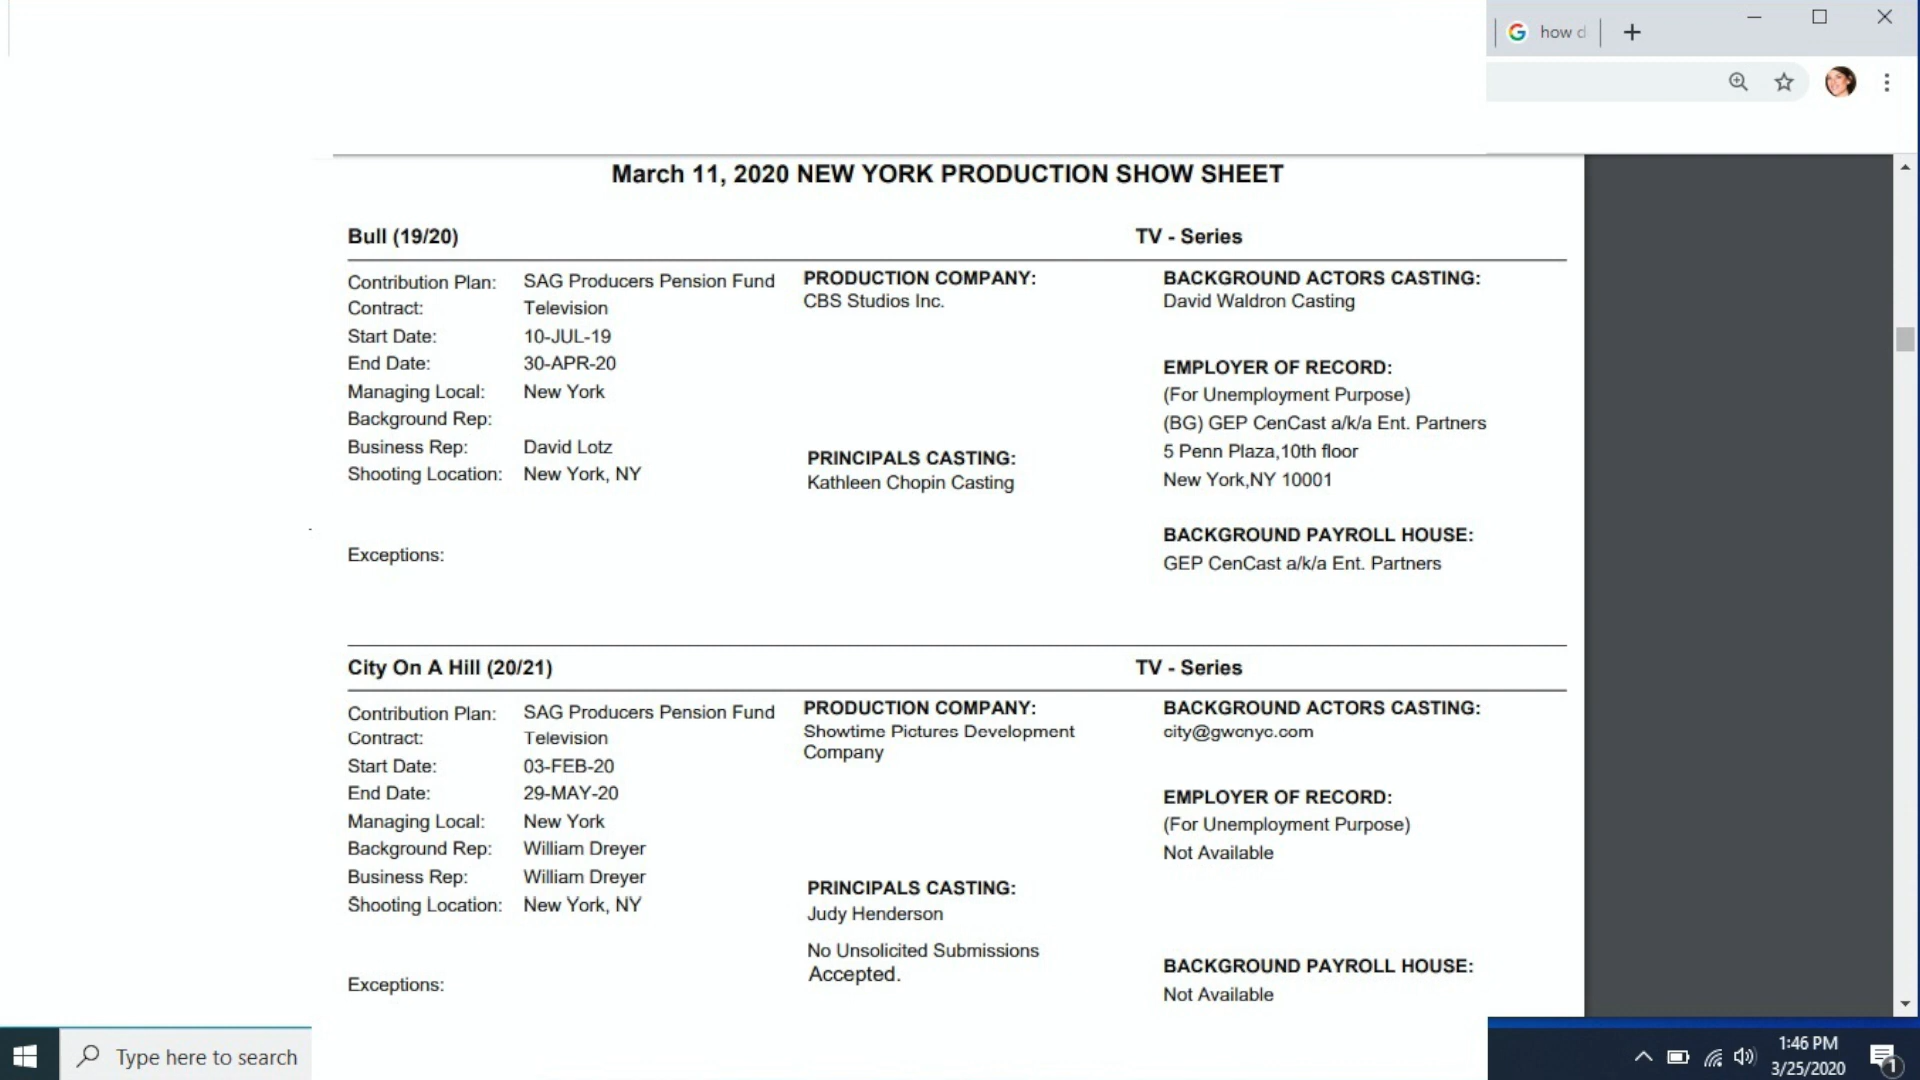 how d
March 11, 2020 NEW YORK PRODUCTION SHOW SHEET
Bull (19/20)
TV - Series
Contribution Plan: SAG Producers Pension Fund
Contract: Television
Start Date: 10-JUL-19
End Date: 30-APR-20
Managing Local: New York
Background Rep:
Business Rep: David Lotz
Shooting Location: New York, NY
Exceptions:
PRODUCTION COMPANY:
CBS Studios Inc.
PRINCIPALS CASTING:
Kathleen Chopin Casting
BACKGROUND ACTORS CASTING:
David Waldron Casting
EMPLOYER OF RECORD:
(For Unemployment Purpose)
(BG) GEP CenCast a/k/a Ent. Partners
5 Penn Plaza,10th floor
New York,NY 10001
BACKGROUND PAYROLL HOUSE:
GEP CenCast a/k/a Ent. Partners
City On A Hill (20/21)
TV - Series
Contribution Plan: SAG Producers Pension Fund
Contract: Television
Start Date: 03-FEB-20
End Date: 29-MAY-20
Managing Local: New York
Background Rep: William Dreyer
Business Rep: William Dreyer
Shooting Location: New York, NY
Exceptions:
PRODUCTION COMPANY:
Showtime Pictures Development
Company
PRINCIPALS CASTING:
Judy Henderson
No Unsolicited Submissions
Accepted.
BACKGROUND ACTORS CASTING:
city@gwcnyc.com
EMPLOYER OF RECORD:
(For Unemployment Purpose)
Not Available
BACKGROUND PAYROLL HOUSE:
Not Available
Type here to search
1:46 PM
3/25/2020
1